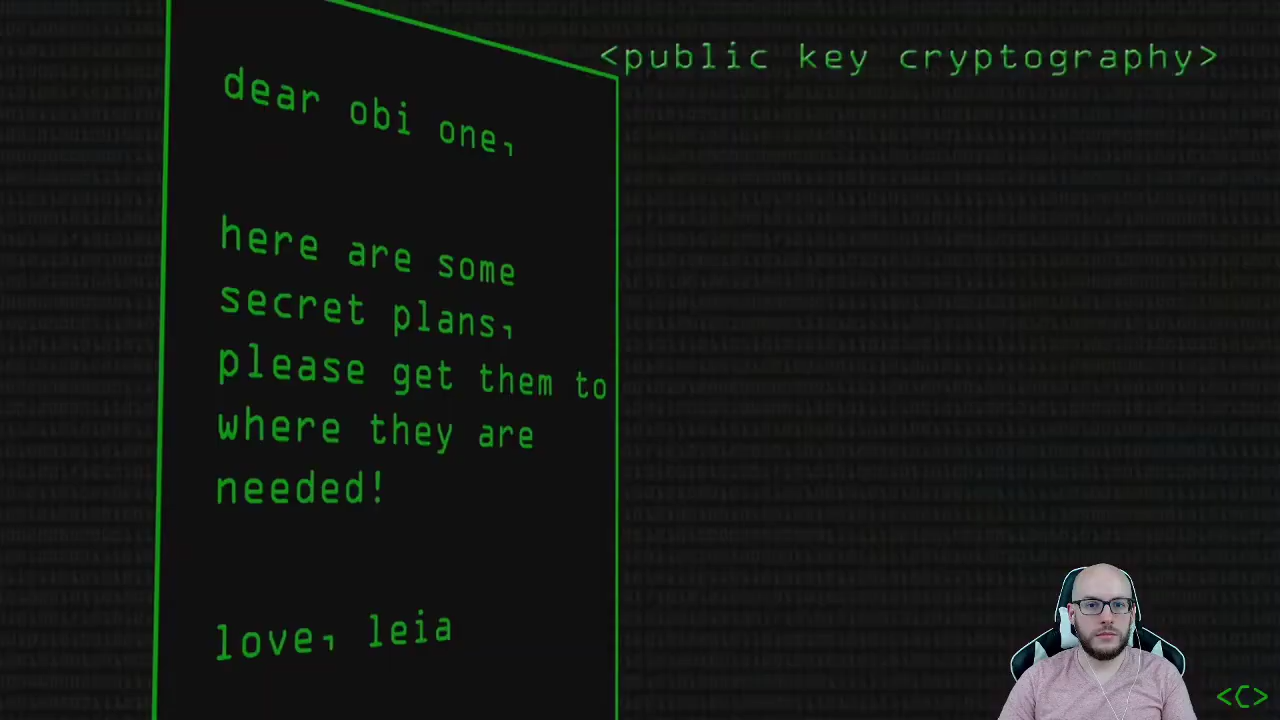 <public key cryptography>
dear obi one,
here are some
secret plans,
please get them to
where they are
needed!
love, leia
<C>